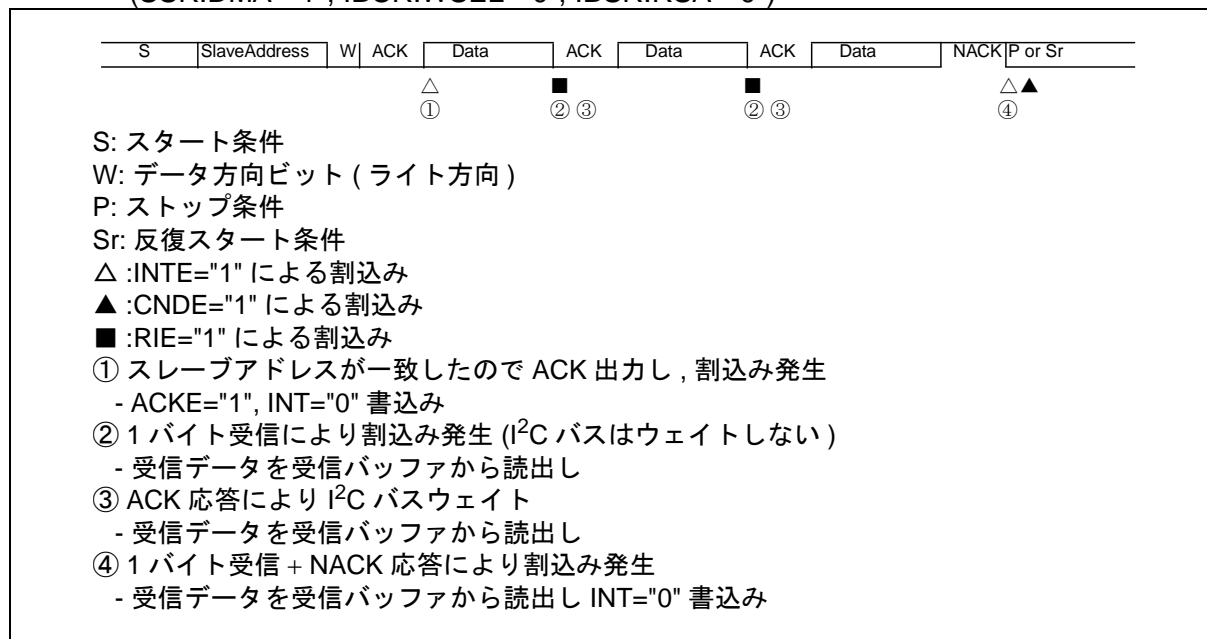 S SlaveAddress W ACK Data ACK Data ACK Data NACK P or Sr
△ ■ ■ △▲
① ② ③ ② ③ ④
S: スタート条件
W: データ方向ビット ( ライト方向 )
P: ストップ条件
Sr: 反復スタート条件
△ :INTE="1" による割込み
▲ :CNDE="1" による割込み
■ :RIE="1" による割込み
① スレーブアドレスが一致したので ACK 出力し , 割込み発生
- ACKE="1", INT="0" 書込み
② 1 バイト受信により割込み発生 (I²C バスはウェイトしない )
- 受信データを受信バッファから読出し
③ ACK 応答により I²C バスウェイト
- 受信データを受信バッファから読出し
④ 1 バイト受信 + NACK 応答により割込み発生
- 受信データを受信バッファから読出し INT="0" 書込み